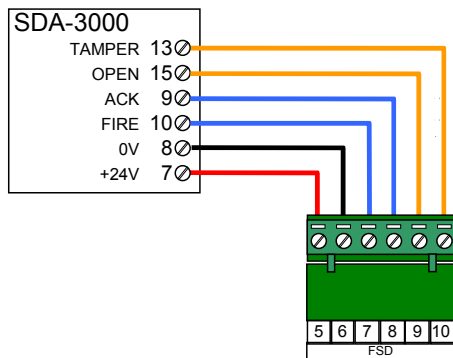 SDA-3000
TAMPER 13
OPEN 15
ACK 9
FIRE 10
0V 8
+24V 7
5 6 7 8 9 10
FSD